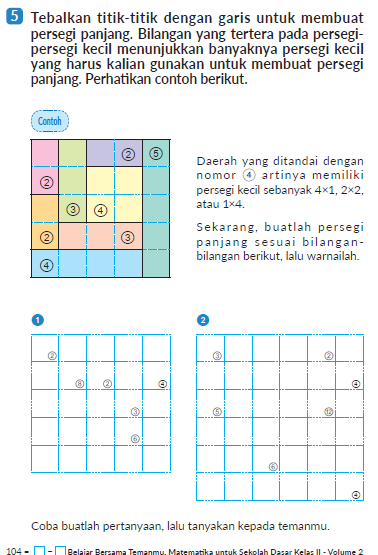 5 Tebalkan titik-titik dengan garis untuk membuat
persegi panjang. Bilangan yang tertera pada persegi-
persegi kecil menunjukkan banyaknya persegi kecil
yang harus kalian gunakan untuk membuat persegi
panjang. Perhatikan contoh berikut.
Contoh
2 5
2
3 4
2 3
4
Daerah yang ditandai dengan
nomor 4 artinya memiliki
persegi kecil sebanyak 4×1, 2×2,
atau 1×4.
Sekarang, buatlah persegi
panjang sesuai bilangan-
bilangan berikut, lalu warnailah.
1
2
8 2 4
3
6
2
3 2
4
5 12
6
4
Coba buatlah pertanyaan, lalu tanyakan kepada temanmu.
104 = □ - □ Belajar Bersama Temanmu, Matematika untuk Sekolah Dasar Kelas II - Volume 2